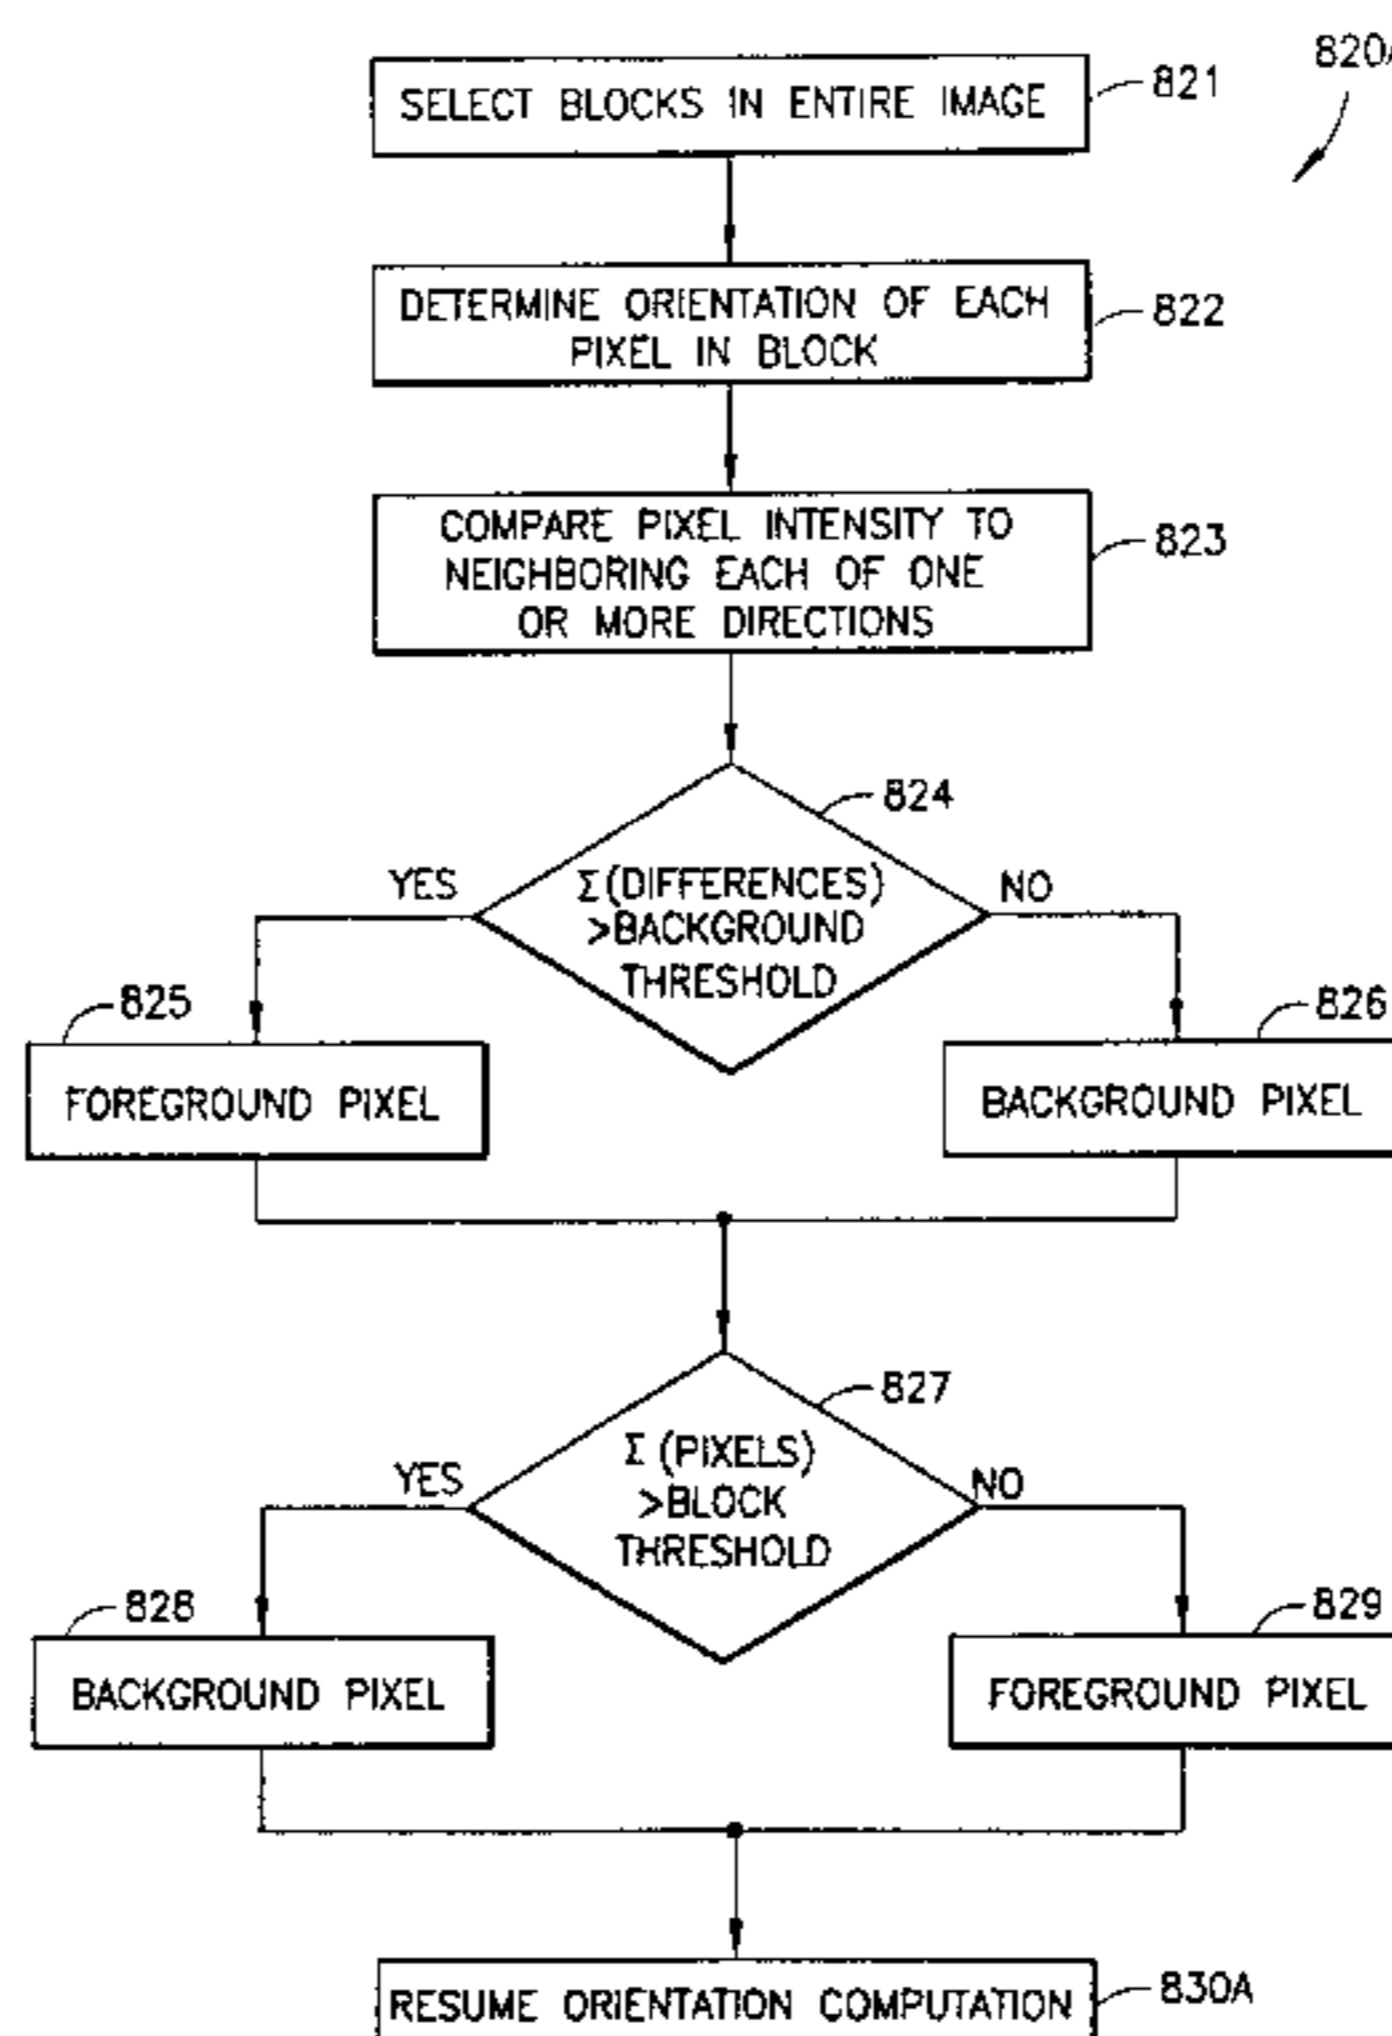 820A
SELECT BLOCKS IN ENTIRE IMAGE
821
DETERMINE ORIENTATION OF EACH
PIXEL IN BLOCK
822
COMPARE PIXEL INTENSITY TO
NEIGHBORING EACH OF ONE
OR MORE DIRECTIONS
823
824
YES
Σ(DIFFERENCES)
>BACKGROUND
THRESHOLD
NO
825
FOREGROUND PIXEL
826
BACKGROUND PIXEL
827
YES
Σ (PIXELS)
>BLOCK
THRESHOLD
NO
828
BACKGROUND PIXEL
829
FOREGROUND PIXEL
RESUME ORIENTATION COMPUTATION
830A